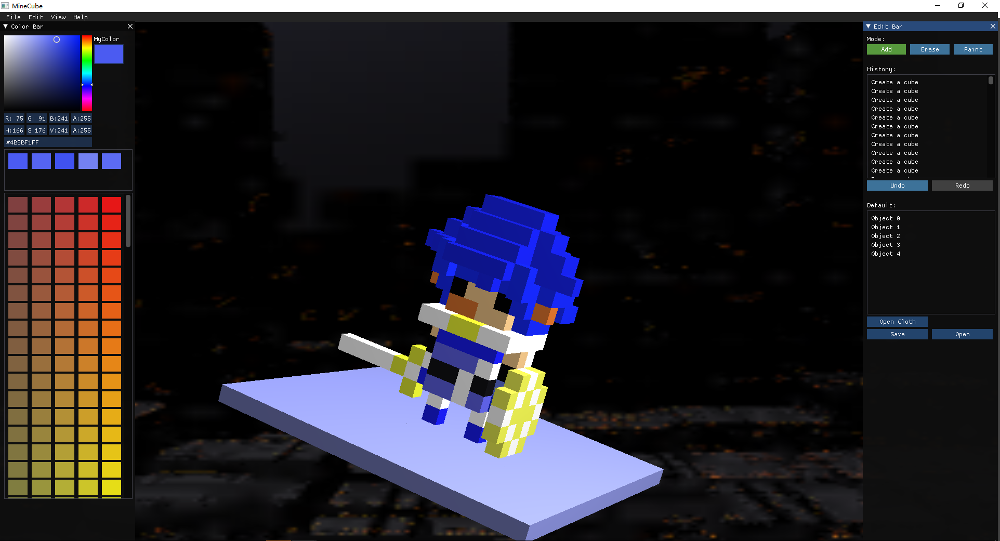 MineCube
File Edit View Help
Color Bar
MyColor
R: 75 G: 91 B:241 A:255
H:166 S:176 V:241 A:255
#4B5BF1FF
Edit Bar
Mode:
Add Erase Paint
History:
Create a cube
Create a cube
Create a cube
Create a cube
Create a cube
Create a cube
Create a cube
Create a cube
Create a cube
Create a cube
Create a cube
Undo Redo
Default:
Object 0
Object 1
Object 2
Object 3
Object 4
Open Cloth
Save Open